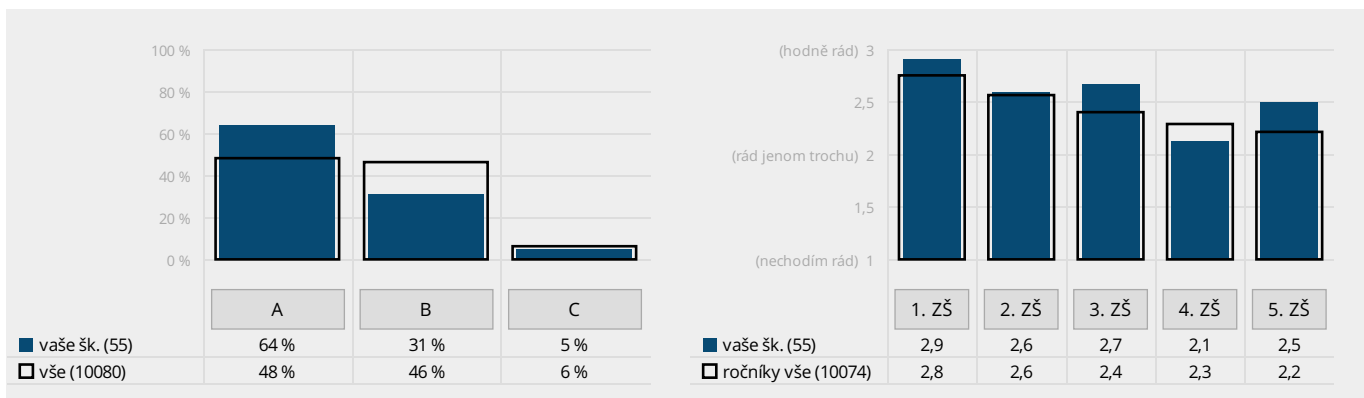 100 %
80 %
60 %
40 %
20 %
0 %
A B C
vaše šk. (55) 64 % 31 % 5 %
vše (10080) 48 % 46 % 6 %
(hodně rád) 3
2,5
(rád jenom trochu) 2
1,5
(nechodím rád) 1
1. ZŠ 2. ZŠ 3. ZŠ 4. ZŠ 5. ZŠ
vaše šk. (55) 2,9 2,6 2,7 2,1 2,5
ročníky vše (10074) 2,8 2,6 2,4 2,3 2,2